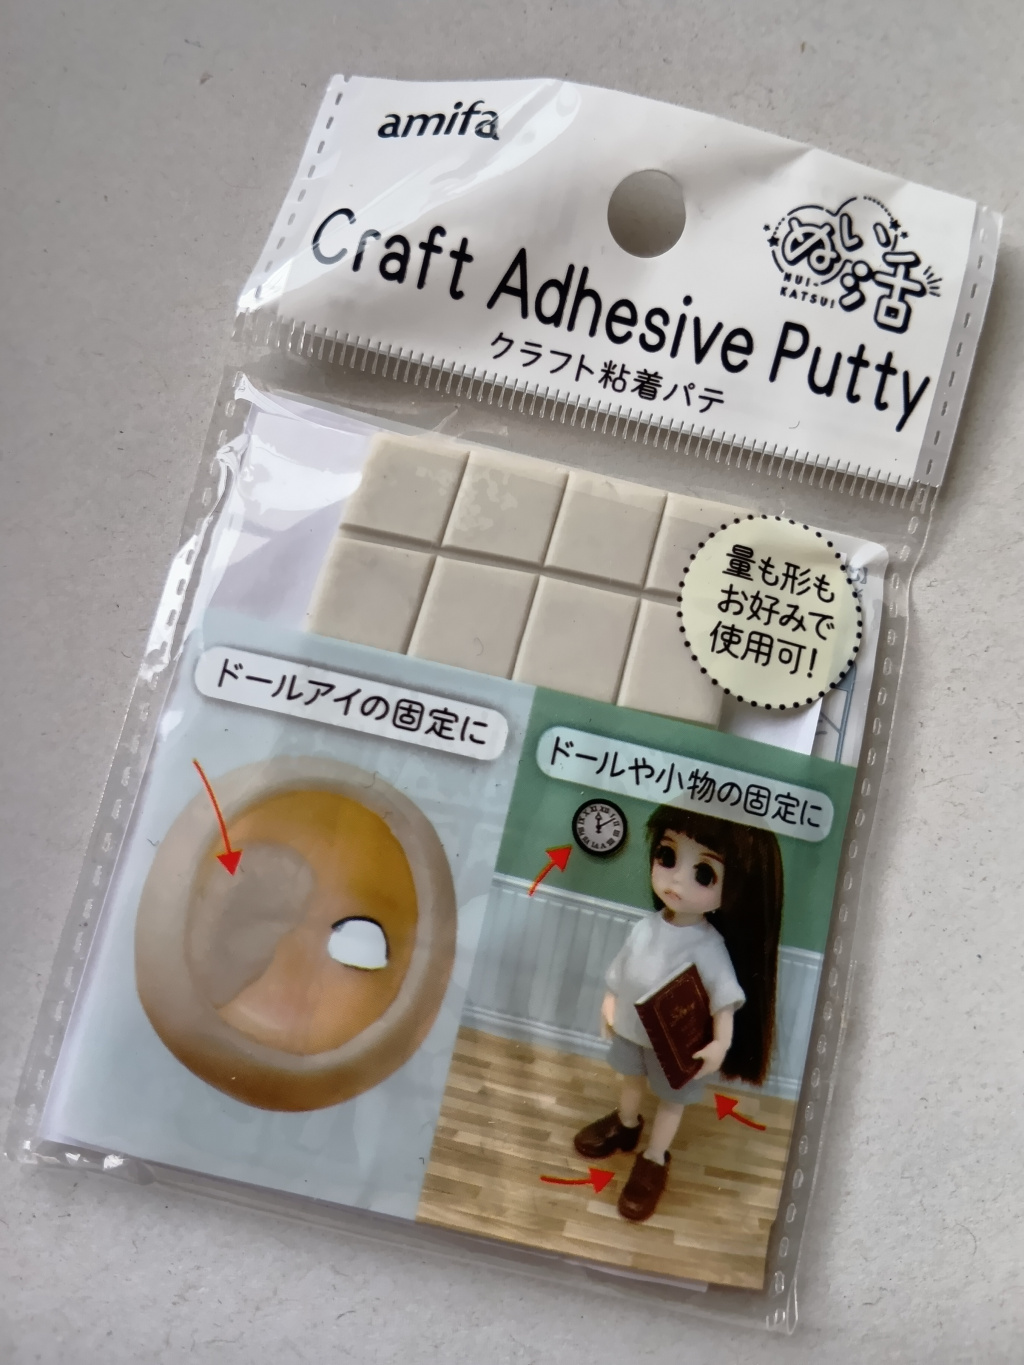 amifa
Craft Adhesive Putty
クラフト粘着パテ
ぬい活
NUI-
KATSU!
量も形も
お好みで
使用可!
ドールアイの固定に
ドールや小物の固定に